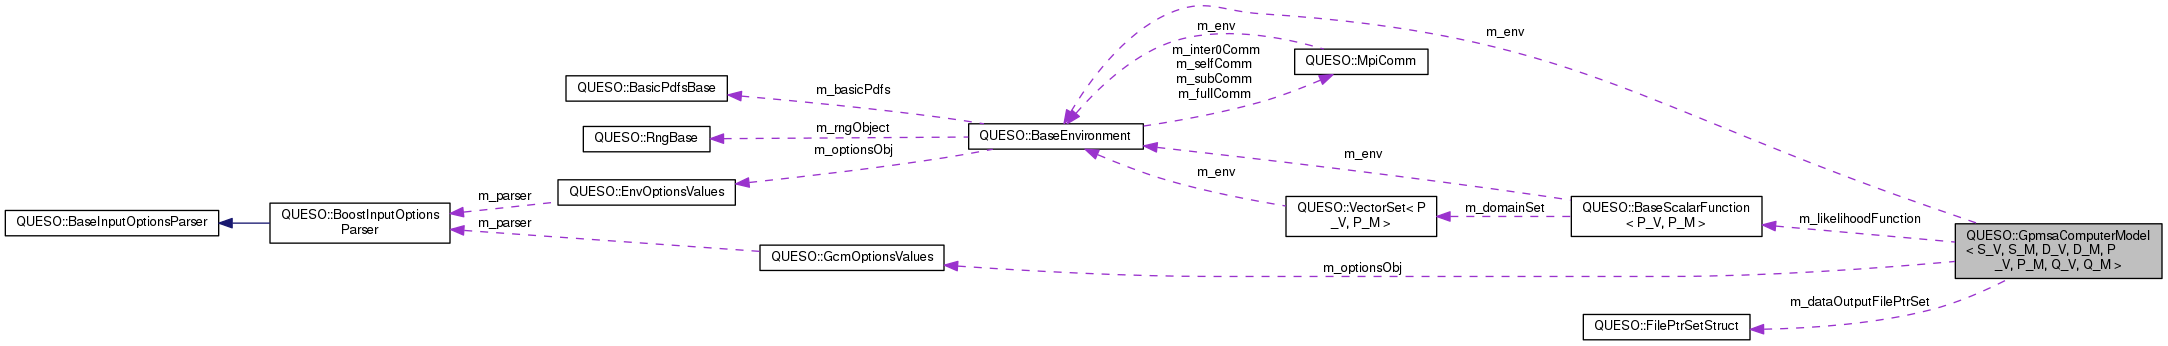 m_env
m_env
m_inter0Comm
m_selfComm
m_subComm
m_fullComm
QUESO::MpiComm
QUESO::BasicPdfsBase
m_basicPdfs
QUESO::RngBase
m_rngObject
QUESO::BaseEnvironment
m_optionsObj
m_env
m_env
QUESO::EnvOptionsValues
m_parser
QUESO::BaseInputOptionsParser
QUESO::BoostInputOptions
Parser
m_parser
QUESO::VectorSet< P
_V, P_M >
m_domainSet
QUESO::BaseScalarFunction
< P_V, P_M >
m_likelihoodFunction
QUESO::GpmsaComputerModel
< S_V, S_M, D_V, D_M, P
_V, P_M, Q_V, Q_M >
QUESO::GcmOptionsValues
m_optionsObj
m_dataOutputFilePtrSet
QUESO::FilePtrSetStruct